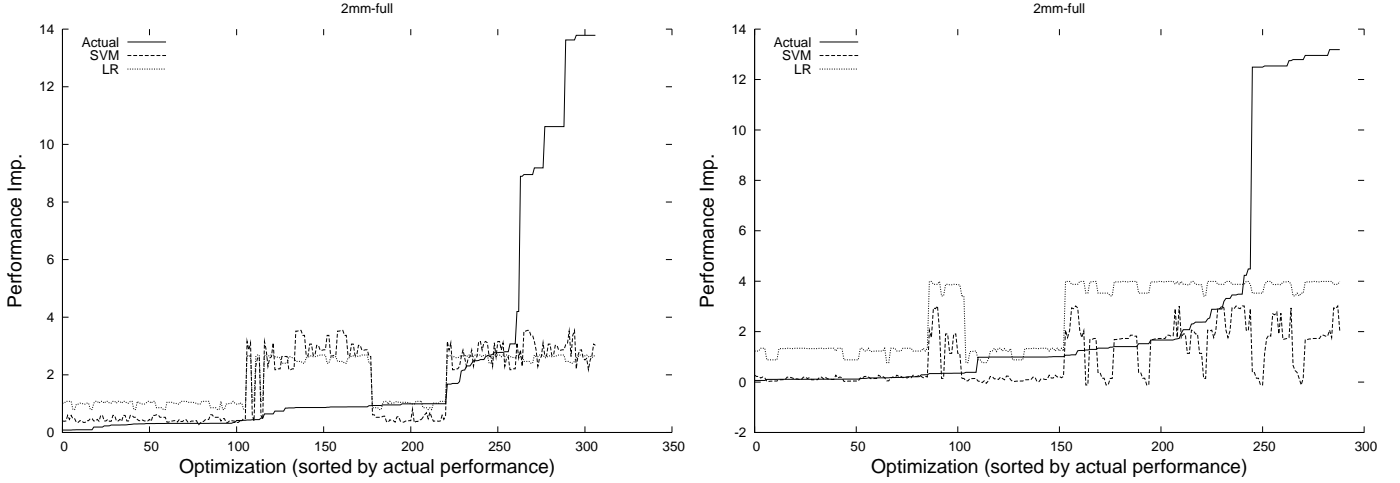 2mm-full
14
12
10
8
6
4
2
0
Performance Imp.
Actual
SVM
LR
0
50
100
150
200
250
300
350
Optimization (sorted by actual performance)
2mm-full
14
12
10
8
6
4
2
0
-2
Performance Imp.
Actual
SVM
LR
0
50
100
150
200
250
300
Optimization (sorted by actual performance)